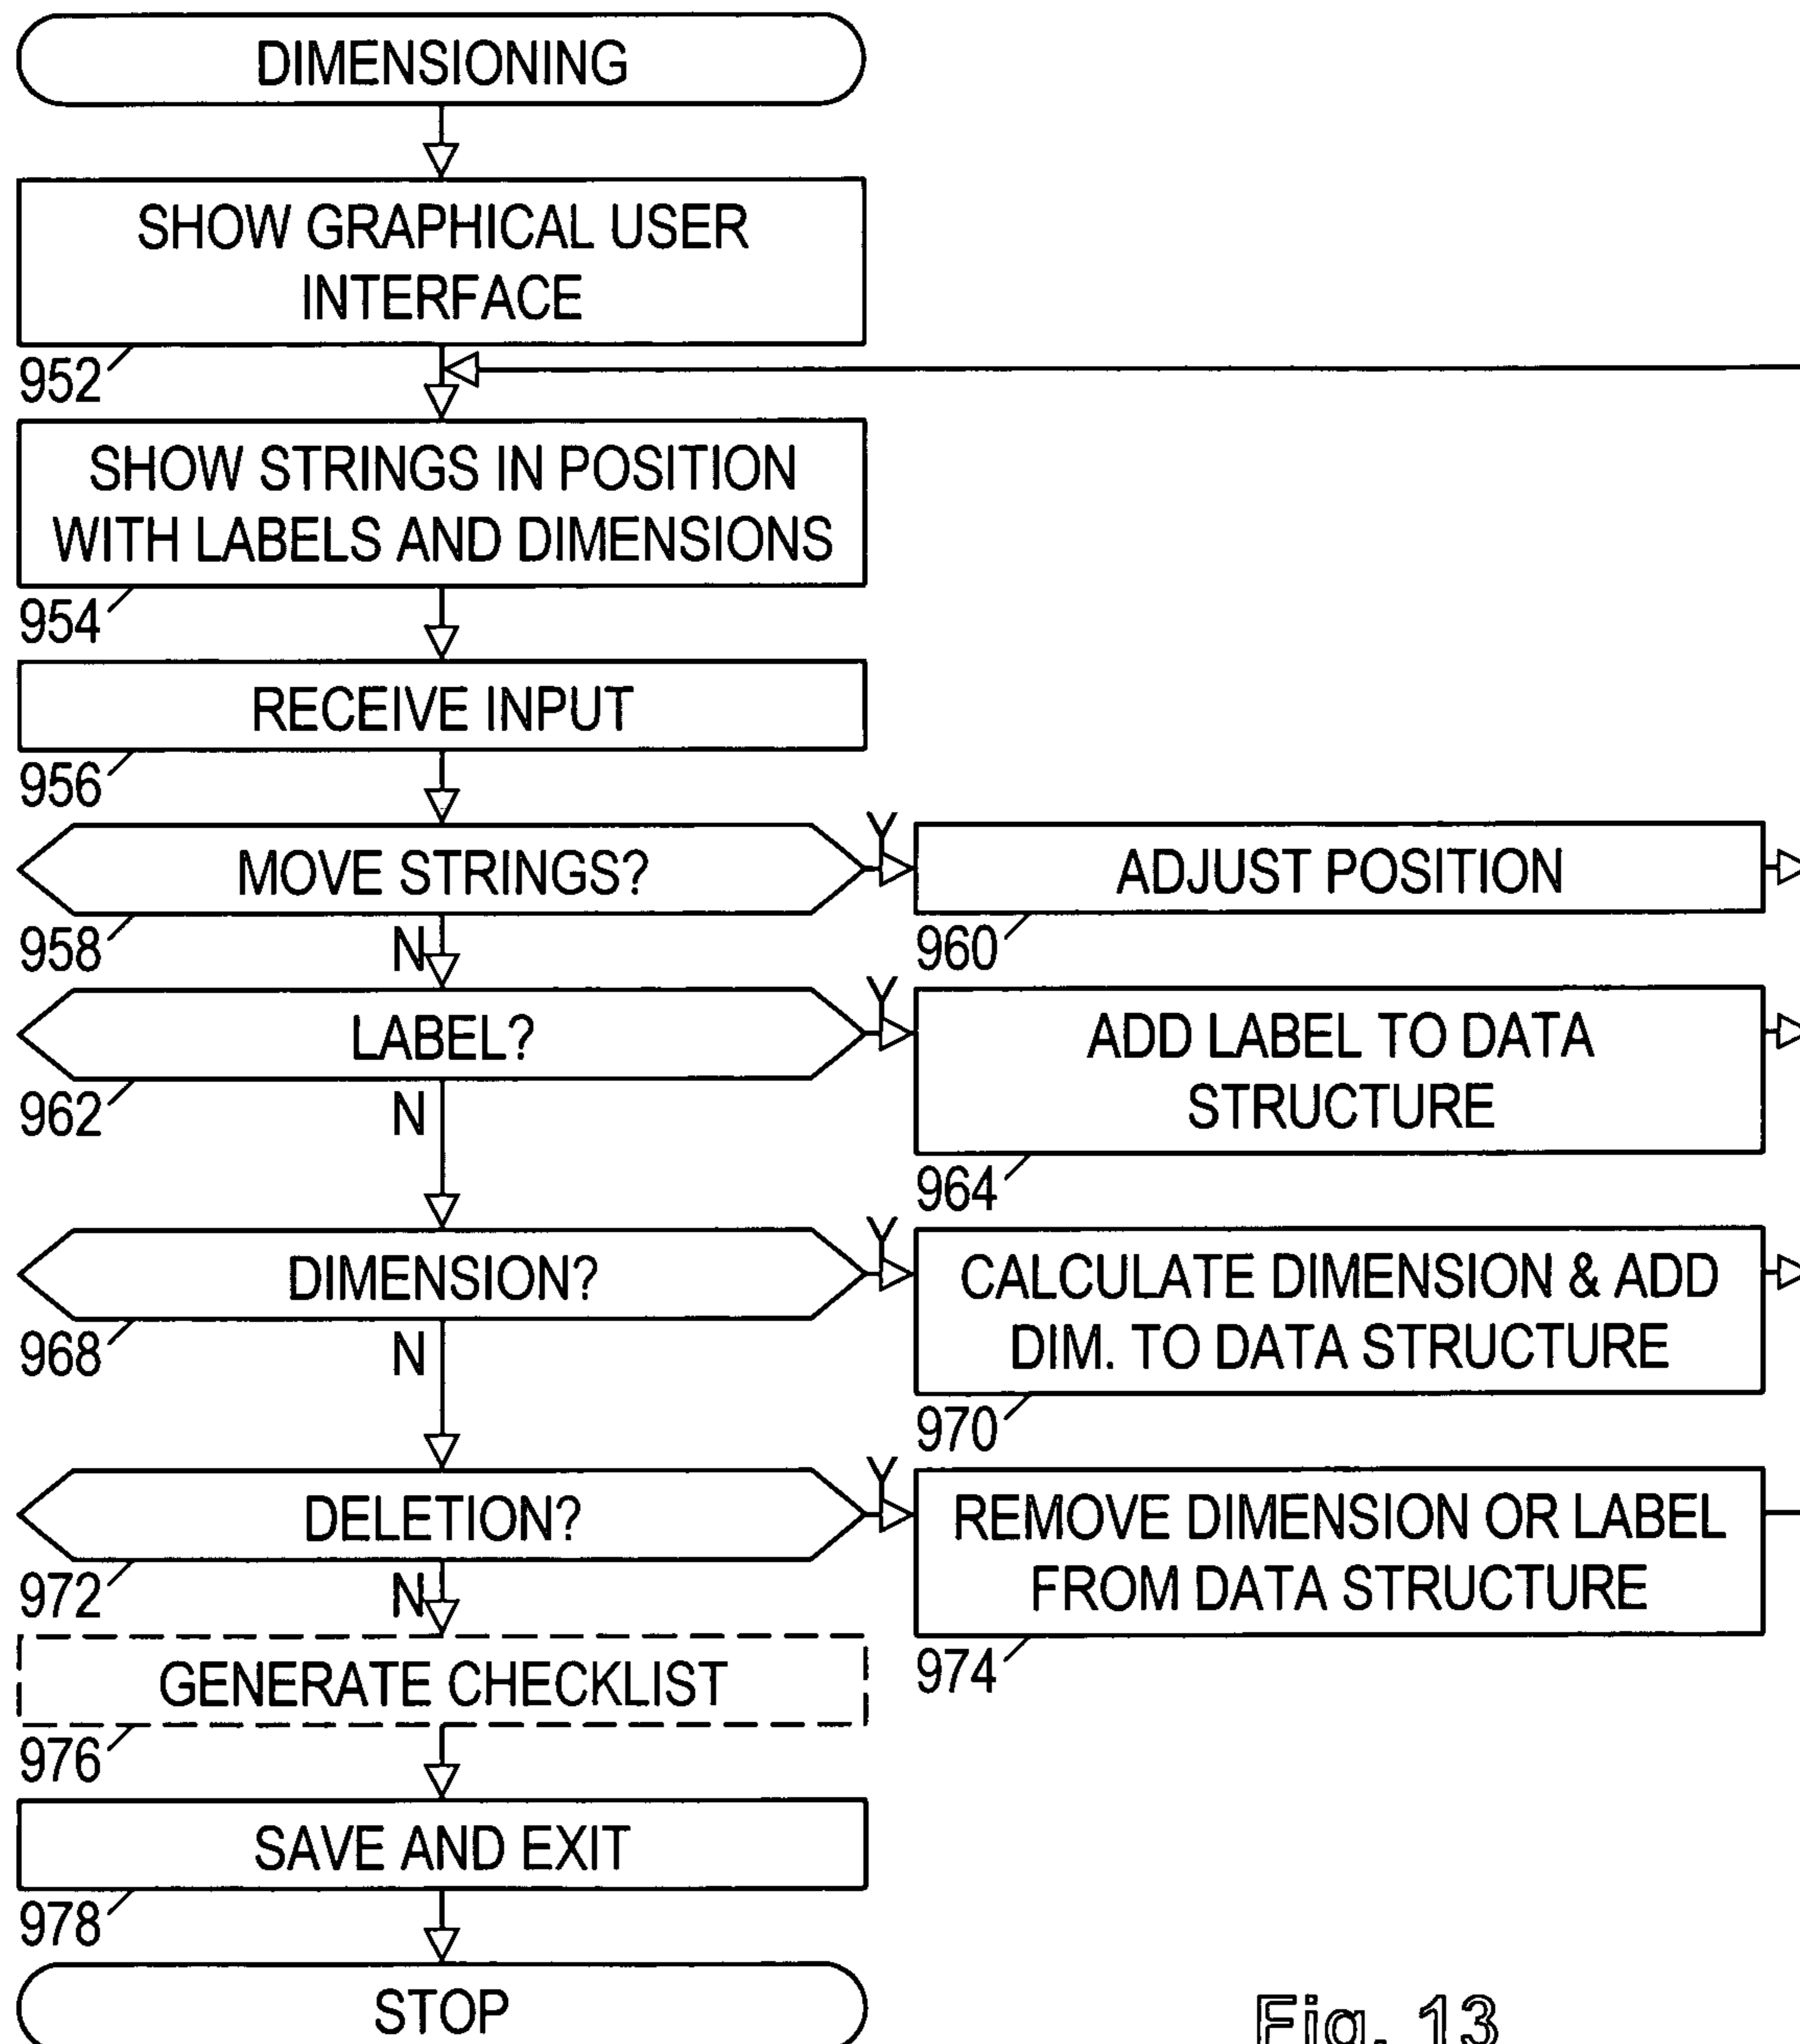 DIMENSIONING
SHOW GRAPHICAL USER
INTERFACE
952
SHOW STRINGS IN POSITION
WITH LABELS AND DIMENSIONS
954
RECEIVE INPUT
956
MOVE STRINGS?
Y
ADJUST POSITION
958
N
960
LABEL?
Y
ADD LABEL TO DATA
STRUCTURE
962
N
964
DIMENSION?
Y
CALCULATE DIMENSION & ADD
DIM. TO DATA STRUCTURE
968
N
970
DELETION?
Y
REMOVE DIMENSION OR LABEL
FROM DATA STRUCTURE
972
N
974
GENERATE CHECKLIST
976
SAVE AND EXIT
978
STOP
Fig. 13